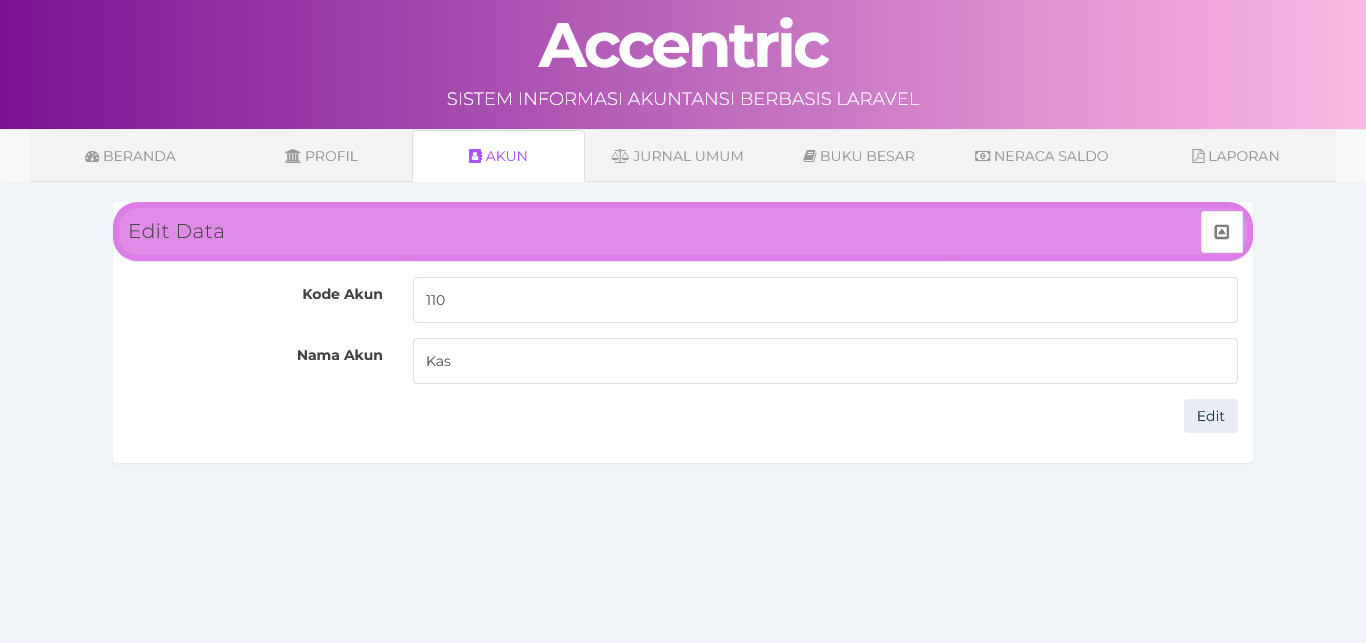 Accentric
SISTEM INFORMASI AKUNTANSI BERBASIS LARAVEL
BERANDA PROFIL AKUN JURNAL UMUM BUKU BESAR NERACA SALDO LAPORAN
Edit Data
Kode Akun 110
Nama Akun Kas
Edit